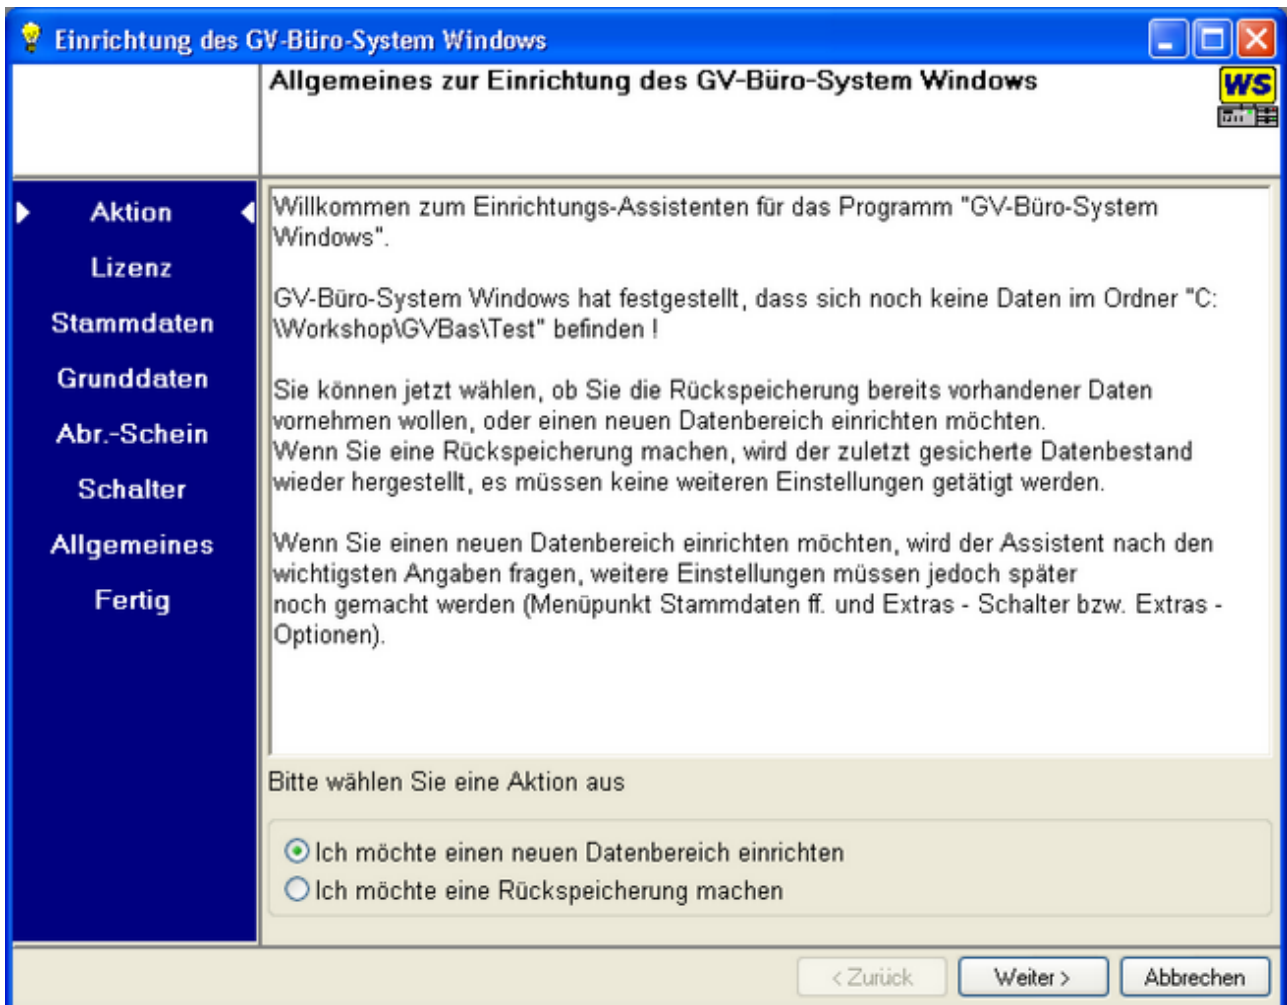 Einrichtung des GV-Büro-System Windows
Allgemeines zur Einrichtung des GV-Büro-System Windows
WS
Aktion
Lizenz
Stammdaten
Grunddaten
Abr.-Schein
Schalter
Allgemeines
Fertig
Willkommen zum Einrichtungs-Assistenten für das Programm "GV-Büro-System
Windows".
GV-Büro-System Windows hat festgestellt, dass sich noch keine Daten im Ordner "C:
\Workshop\GVBas\Test" befinden !
Sie können jetzt wählen, ob Sie die Rückspeicherung bereits vorhandener Daten
vornehmen wollen, oder einen neuen Datenbereich einrichten möchten.
Wenn Sie eine Rückspeicherung machen, wird der zuletzt gesicherte Datenbestand
wieder hergestellt, es müssen keine weiteren Einstellungen getätigt werden.
Wenn Sie einen neuen Datenbereich einrichten möchten, wird der Assistent nach den
wichtigsten Angaben fragen, weitere Einstellungen müssen jedoch später
noch gemacht werden (Menüpunkt Stammdaten ff. und Extras - Schalter bzw. Extras -
Optionen).
Bitte wählen Sie eine Aktion aus
Ich möchte einen neuen Datenbereich einrichten
Ich möchte eine Rückspeicherung machen
< Zurück
Weiter >
Abbrechen